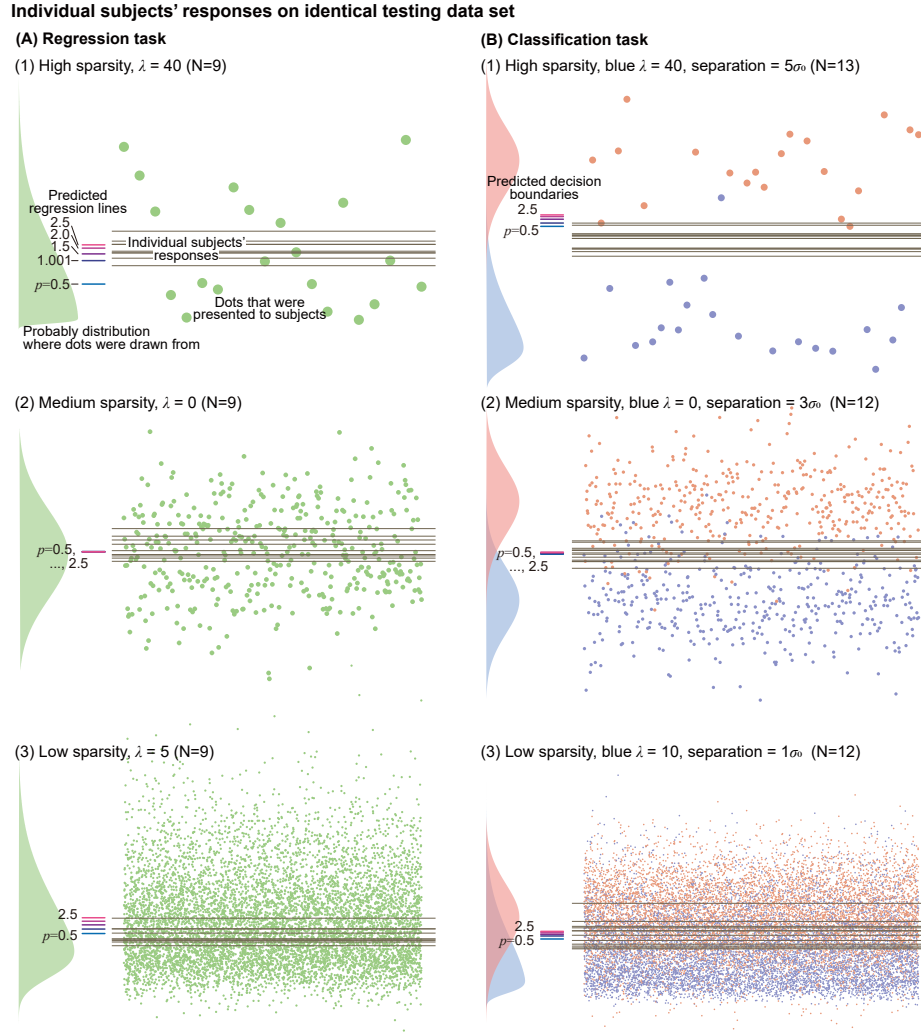 Individual subjects’ responses on identical testing data set
(A) Regression task
(1) High sparsity, λ = 40 (N=9)
Predicted
regression lines
2.5
2.0
1.5
1.001
p=0.5
Individual subjects’
responses
Dots that were
presented to subjects
Probably distribution
where dots were drawn from
(2) Medium sparsity, λ = 0 (N=9)
p=0.5,
..., 2.5
(3) Low sparsity, λ = 5 (N=9)
2.5
p=0.5
(B) Classification task
(1) High sparsity, blue λ = 40, separation = 5σ₀ (N=13)
Predicted decision
boundaries
2.5
p=0.5
(2) Medium sparsity, blue λ = 0, separation = 3σ₀ (N=12)
p=0.5,
..., 2.5
(3) Low sparsity, blue λ = 10, separation = 1σ₀ (N=12)
2.5
p=0.5